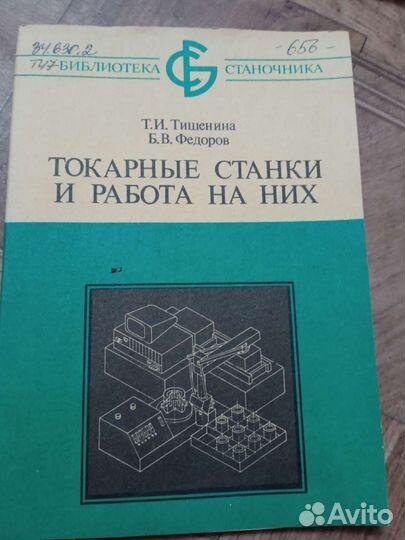 34.630.2
-656-
Т47 БИБЛИОТЕКА СТАНОЧНИКА
Т.И. Тишенина
Б.В. Федоров
ТОКАРНЫЕ СТАНКИ
И РАБОТА НА НИХ
Avito